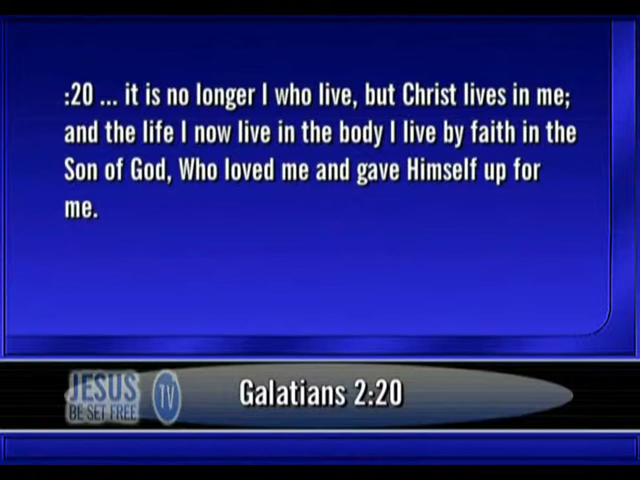 :20 ... it is no longer I who live, but Christ lives in me;
and the life I now live in the body I live by faith in the
Son of God, Who loved me and gave Himself up for
me.
JESUS
BE SET FREE
TV
Galatians 2:20